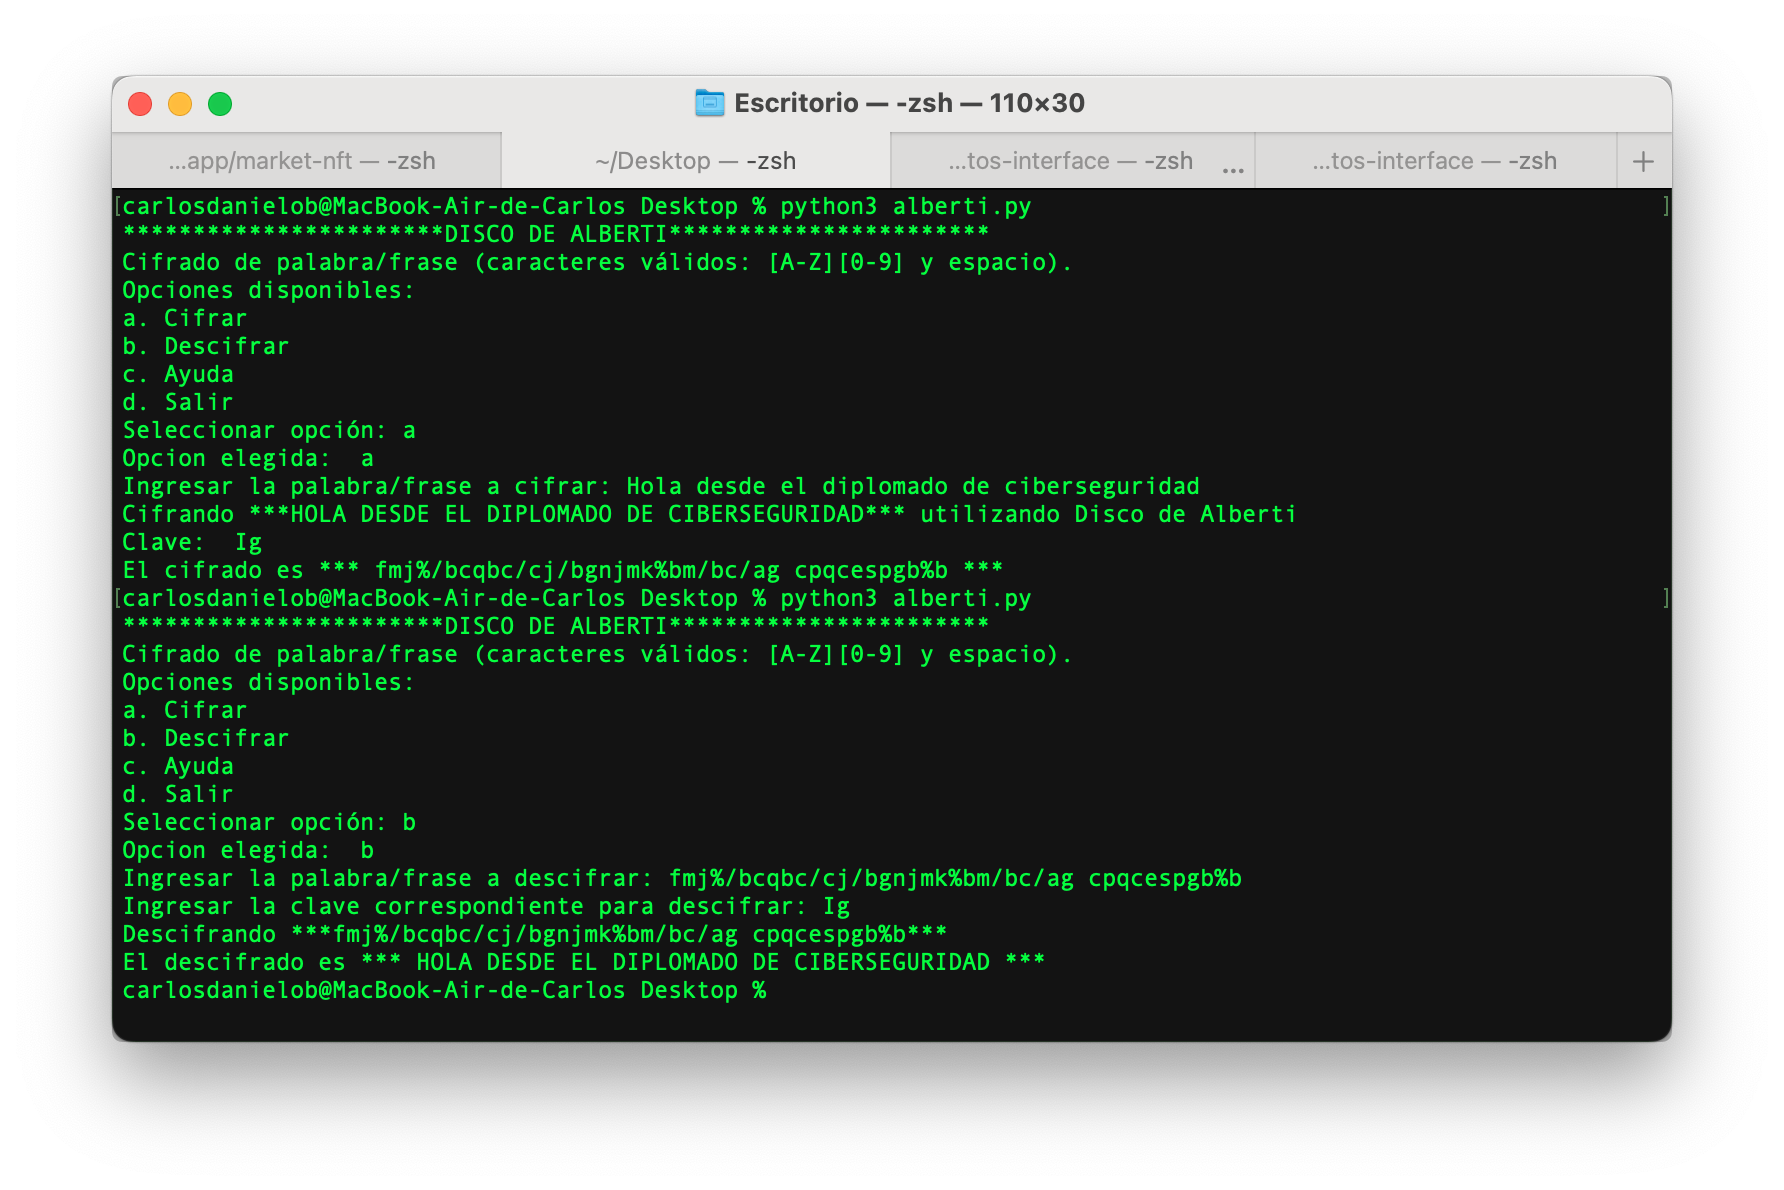 Escritorio — -zsh — 110×30
...app/market-nft — -zsh ~/Desktop — -zsh ...tos-interface — -zsh ... ...tos-interface — -zsh +
[carlosdanielob@MacBook-Air-de-Carlos Desktop % python3 alberti.py ]
***********************DISCO DE ALBERTI***********************
Cifrado de palabra/frase (caracteres válidos: [A-Z][0-9] y espacio).
Opciones disponibles:
a. Cifrar
b. Descifrar
c. Ayuda
d. Salir
Seleccionar opción: a
Opcion elegida:  a
Ingresar la palabra/frase a cifrar: Hola desde el diplomado de ciberseguridad
Cifrando ***HOLA DESDE EL DIPLOMADO DE CIBERSEGURIDAD*** utilizando Disco de Alberti
Clave:  Ig
El cifrado es *** fmj%/bcqbc/cj/bgnjmk%bm/bc/ag cpqcespgb%b ***
[carlosdanielob@MacBook-Air-de-Carlos Desktop % python3 alberti.py ]
***********************DISCO DE ALBERTI***********************
Cifrado de palabra/frase (caracteres válidos: [A-Z][0-9] y espacio).
Opciones disponibles:
a. Cifrar
b. Descifrar
c. Ayuda
d. Salir
Seleccionar opción: b
Opcion elegida:  b
Ingresar la palabra/frase a descifrar: fmj%/bcqbc/cj/bgnjmk%bm/bc/ag cpqcespgb%b
Ingresar la clave correspondiente para descifrar: Ig
Descifrando ***fmj%/bcqbc/cj/bgnjmk%bm/bc/ag cpqcespgb%b***
El descifrado es *** HOLA DESDE EL DIPLOMADO DE CIBERSEGURIDAD ***
carlosdanielob@MacBook-Air-de-Carlos Desktop %